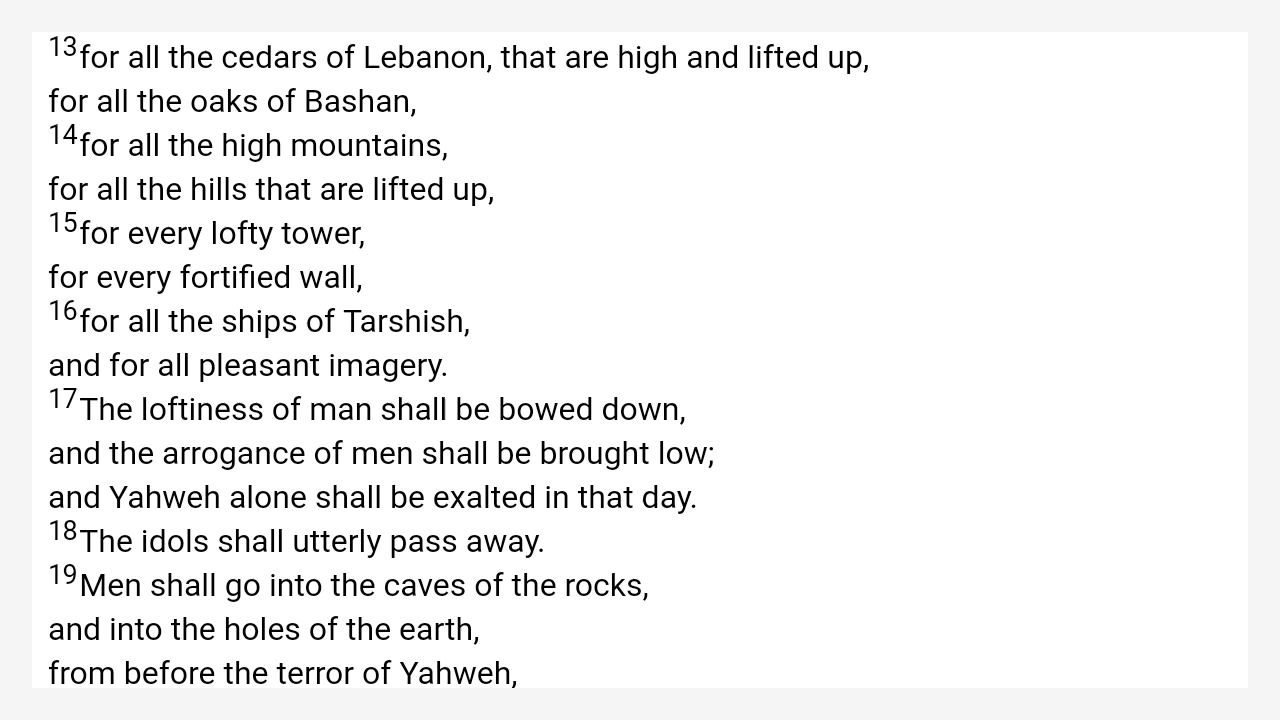 13for all the cedars of Lebanon, that are high and lifted up,
for all the oaks of Bashan,
14for all the high mountains,
for all the hills that are lifted up,
15for every lofty tower,
for every fortified wall,
16for all the ships of Tarshish,
and for all pleasant imagery.
17The loftiness of man shall be bowed down,
and the arrogance of men shall be brought low;
and Yahweh alone shall be exalted in that day.
18The idols shall utterly pass away.
19Men shall go into the caves of the rocks,
and into the holes of the earth,
from before the terror of Yahweh,